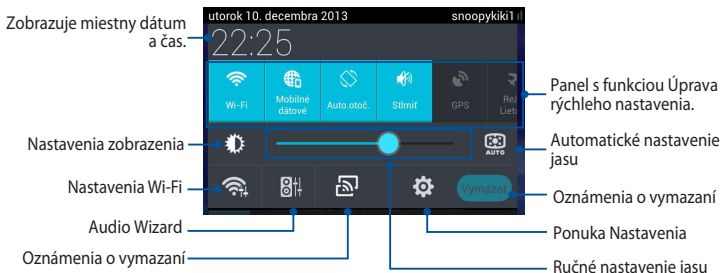 Zobrazuje miestny dátum
a čas.
utorok 10. decembra 2013 snoopykiki1
22:25
Wi-Fi
Mobilné
dátové
Auto.otoč.
Stlmiť
GPS
Rež
Lieta
Panel s funkciou Úprava
rýchleho nastavenia.
Nastavenia zobrazenia
AUTO
Automatické nastavenie
jasu
Nastavenia Wi-Fi
Vymazať
Oznámenia o vymazaní
Audio Wizard
Ponuka Nastavenia
Oznámenia o vymazaní
Ručné nastavenie jasu